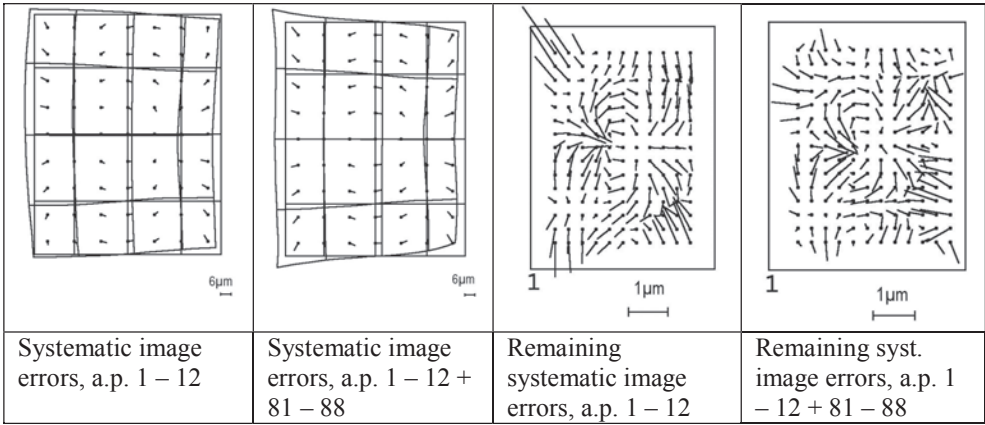 6µm
6µm
1
1µm
1
1µm
Systematic image
errors, a.p. 1 – 12
Systematic image
errors, a.p. 1 – 12 +
81 – 88
Remaining
systematic image
errors, a.p. 1 – 12
Remaining syst.
image errors, a.p. 1
– 12 + 81 – 88